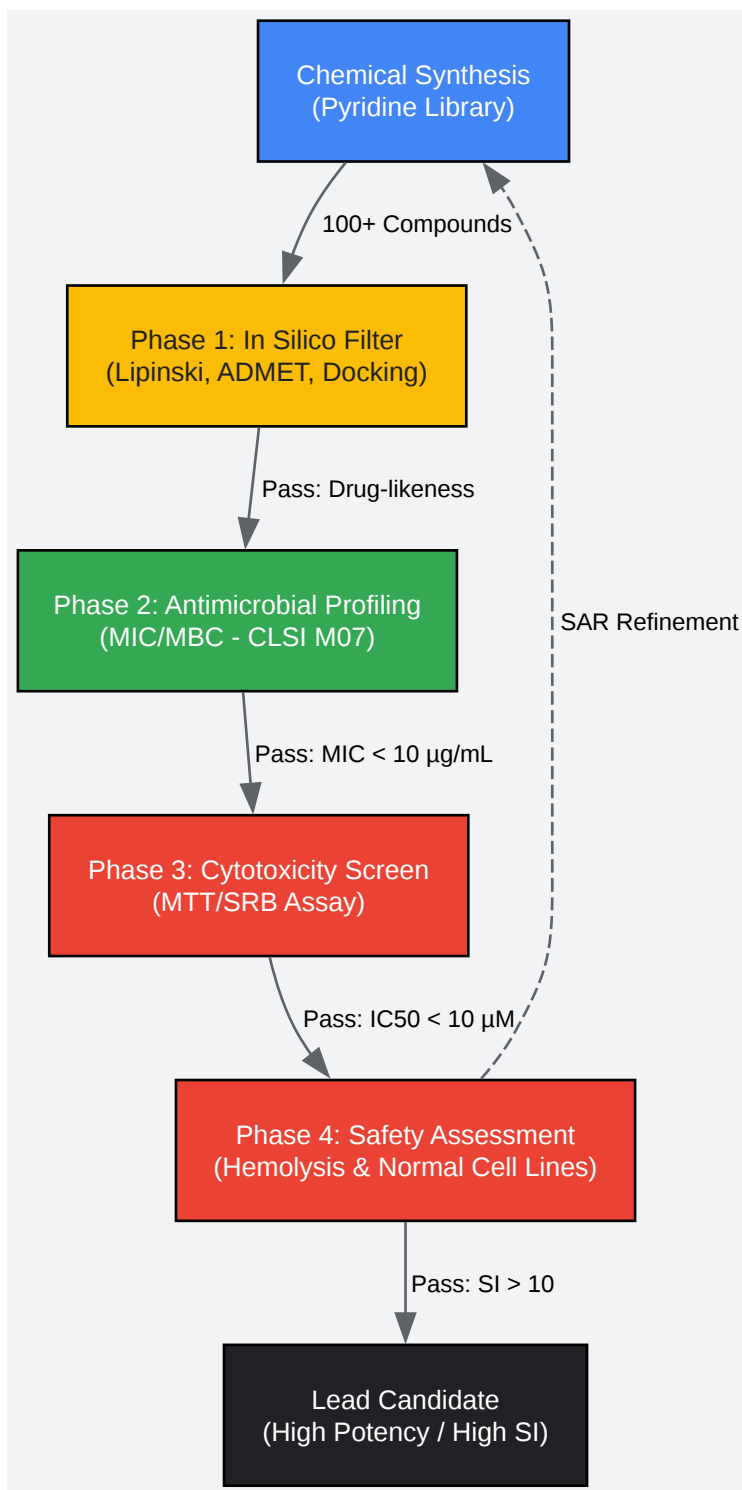 Chemical Synthesis
(Pyridine Library)
100+ Compounds
Phase 1: In Silico Filter
(Lipinski, ADMET, Docking)
Pass: Drug-likeness
Phase 2: Antimicrobial Profiling
(MIC/MBC - CLSI M07)
SAR Refinement
Pass: MIC < 10 µg/mL
Phase 3: Cytotoxicity Screen
(MTT/SRB Assay)
Pass: IC50 < 10 µM
Phase 4: Safety Assessment
(Hemolysis & Normal Cell Lines)
Pass: SI > 10
Lead Candidate
(High Potency / High SI)